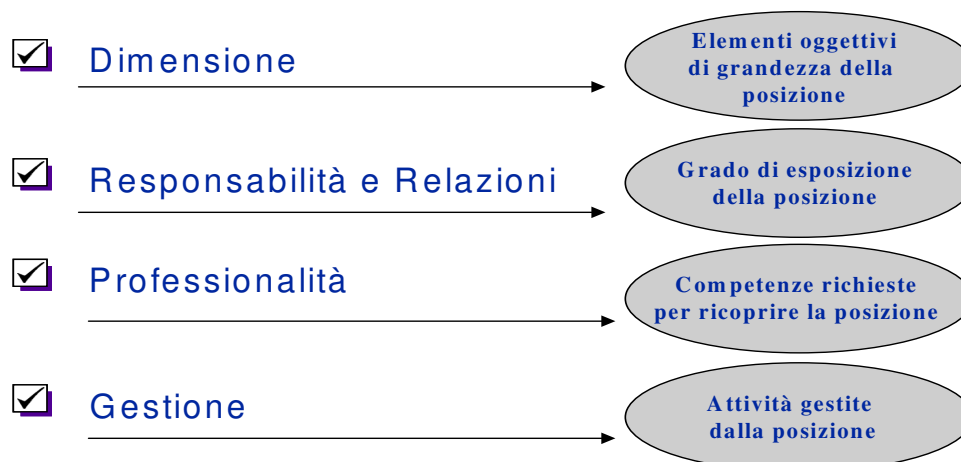 Dimensione
Elementi oggettivi
di grandezza della
posizione
Responsabilità e Relazioni
Grado di esposizione
della posizione
Professionalità
Competenze richieste
per ricoprire la posizione
Gestione
Attività gestite
dalla posizione